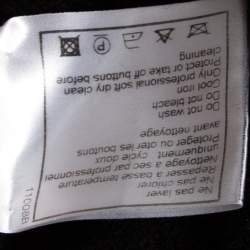 Ne pas laver
Ne pas chlorer
Repasser à basse température
Nettoyage à sec par professionnel
uniquement, cycle doux
Protéger ou ôter les boutons
avant nettoyage
Do not wash
Do not bleach
Cool iron
Only professional soft dry clean
Protect or take off buttons before
cleaning
P
11008B